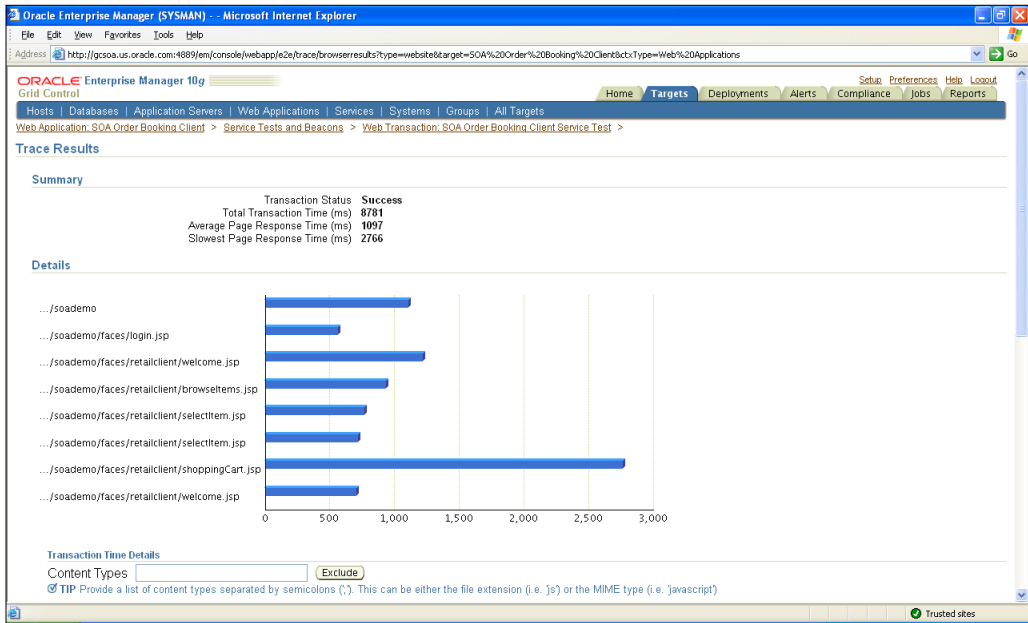 Oracle Enterprise Manager (SYSMAN) - - Microsoft Internet Explorer
File Edit View Favorites Tools Help
Address http://gcsoa.us.oracle.com:4889/em/console/webapp/e2e/trace/browserresults?type=website&target=SOA%20Order%20Booking%20Client&ctxType=Web%20Applications Go
ORACLE Enterprise Manager 10g
Grid Control
Setup Preferences Help Logout
Home Targets Deployments Alerts Compliance Jobs Reports
Hosts | Databases | Application Servers | Web Applications | Services | Systems | Groups | All Targets
Web Application: SOA Order Booking Client > Service Tests and Beacons > Web Transaction: SOA Order Booking Client Service Test >
Trace Results
Summary
Transaction Status Success
Total Transaction Time (ms) 8781
Average Page Response Time (ms) 1097
Slowest Page Response Time (ms) 2766
Details
.../soademo
.../soademo/faces/login.jsp
.../soademo/faces/retailclient/welcome.jsp
.../soademo/faces/retailclient/browseItems.jsp
.../soademo/faces/retailclient/selectItem.jsp
.../soademo/faces/retailclient/selectItem.jsp
.../soademo/faces/retailclient/shoppingCart.jsp
.../soademo/faces/retailclient/welcome.jsp
0 500 1,000 1,500 2,000 2,500 3,000
Transaction Time Details
Content Types Exclude
TIP Provide a list of content types separated by semicolons (';'). This can be either the file extension (i.e. 'js') or the MIME type (i.e. 'javascript')
Trusted sites